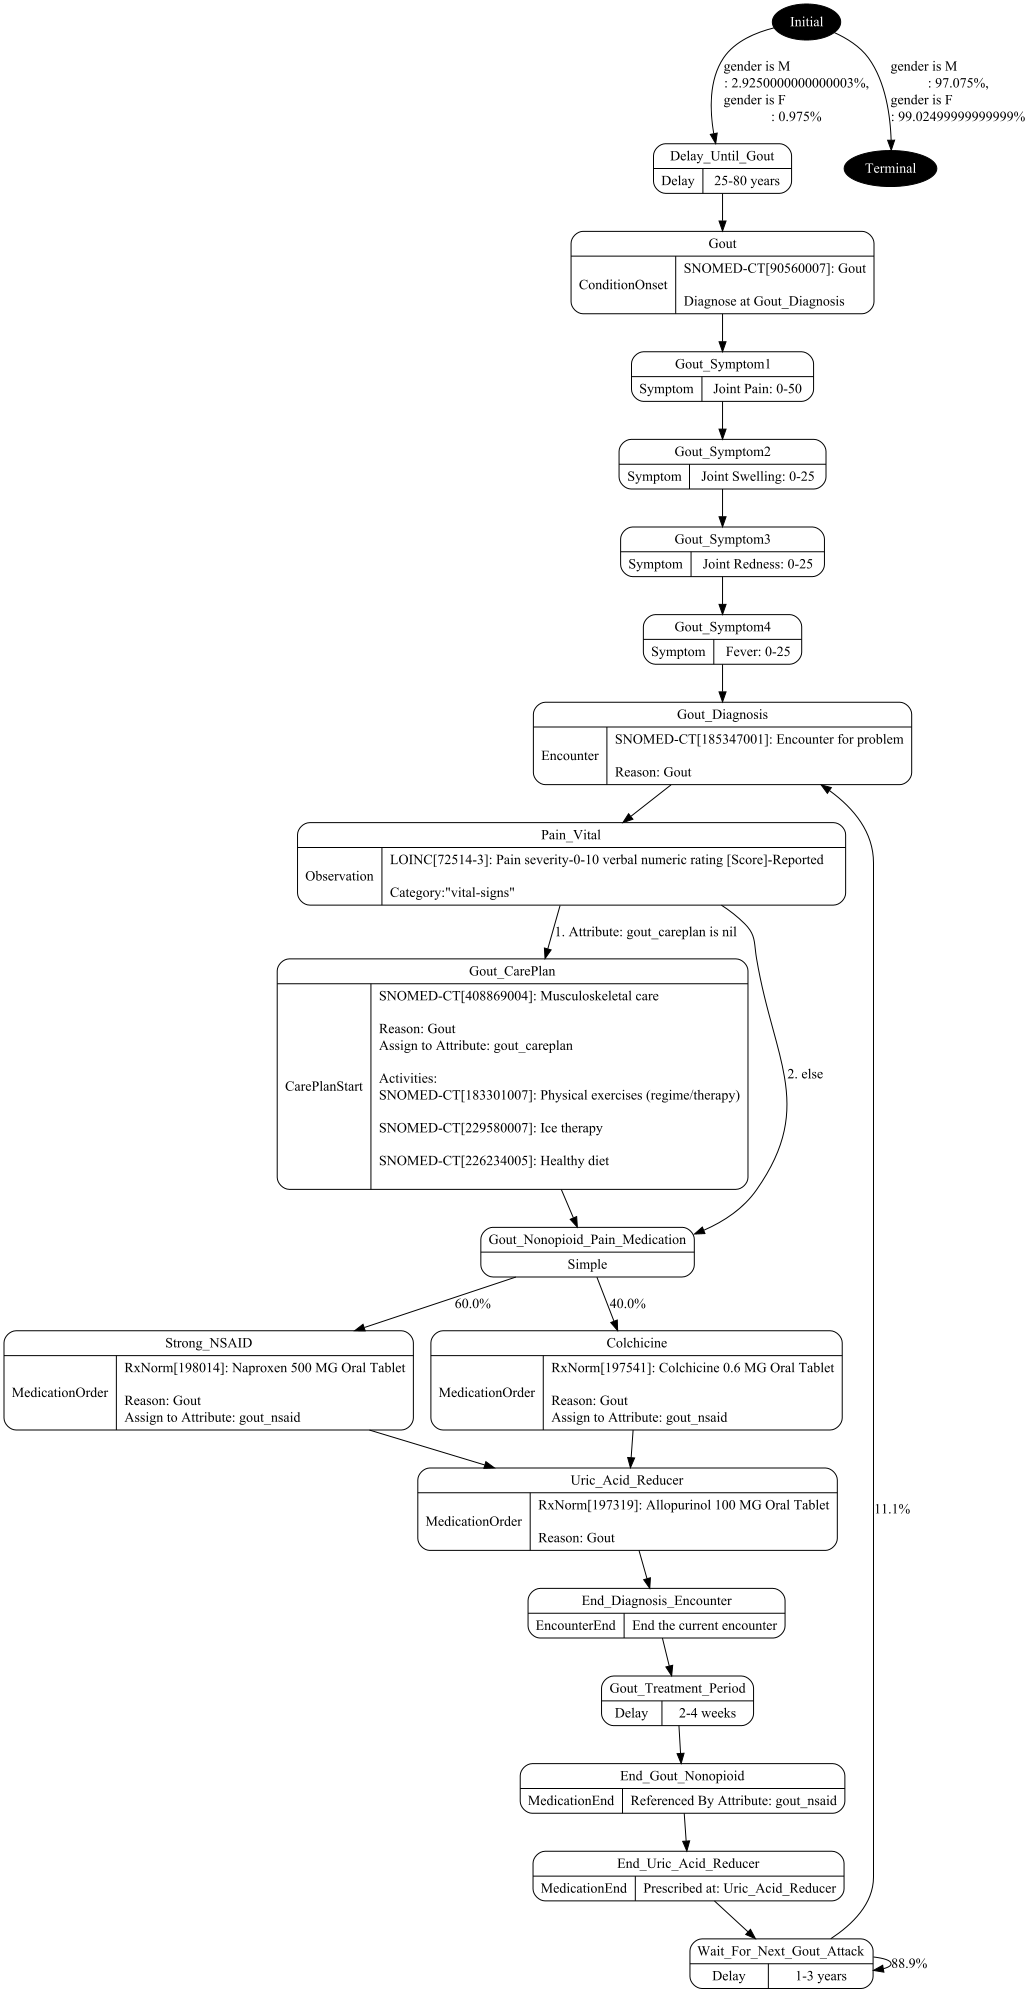 Initial
gender is M
: 2.9250000000000003%,
gender is F
: 0.975%
gender is M
: 97.075%,
gender is F
: 99.02499999999999%
Delay_Until_Gout
Delay
25-80 years
Terminal
Gout
ConditionOnset
SNOMED-CT[90560007]: Gout
Diagnose at Gout_Diagnosis
Gout_Symptom1
Symptom
Joint Pain: 0-50
Gout_Symptom2
Symptom
Joint Swelling: 0-25
Gout_Symptom3
Symptom
Joint Redness: 0-25
Gout_Symptom4
Symptom
Fever: 0-25
Gout_Diagnosis
Encounter
SNOMED-CT[185347001]: Encounter for problem
Reason: Gout
Pain_Vital
Observation
LOINC[72514-3]: Pain severity-0-10 verbal numeric rating [Score]-Reported
Category:"vital-signs"
1. Attribute: gout_careplan is nil
2. else
Gout_CarePlan
CarePlanStart
SNOMED-CT[408869004]: Musculoskeletal care
Reason: Gout
Assign to Attribute: gout_careplan
Activities:
SNOMED-CT[183301007]: Physical exercises (regime/therapy)
SNOMED-CT[229580007]: Ice therapy
SNOMED-CT[226234005]: Healthy diet
Gout_Nonopioid_Pain_Medication
Simple
60.0%
40.0%
Strong_NSAID
MedicationOrder
RxNorm[198014]: Naproxen 500 MG Oral Tablet
Reason: Gout
Assign to Attribute: gout_nsaid
Colchicine
MedicationOrder
RxNorm[197541]: Colchicine 0.6 MG Oral Tablet
Reason: Gout
Assign to Attribute: gout_nsaid
Uric_Acid_Reducer
MedicationOrder
RxNorm[197319]: Allopurinol 100 MG Oral Tablet
Reason: Gout
11.1%
End_Diagnosis_Encounter
EncounterEnd
End the current encounter
Gout_Treatment_Period
Delay
2-4 weeks
End_Gout_Nonopioid
MedicationEnd
Referenced By Attribute: gout_nsaid
End_Uric_Acid_Reducer
MedicationEnd
Prescribed at: Uric_Acid_Reducer
Wait_For_Next_Gout_Attack
Delay
1-3 years
88.9%